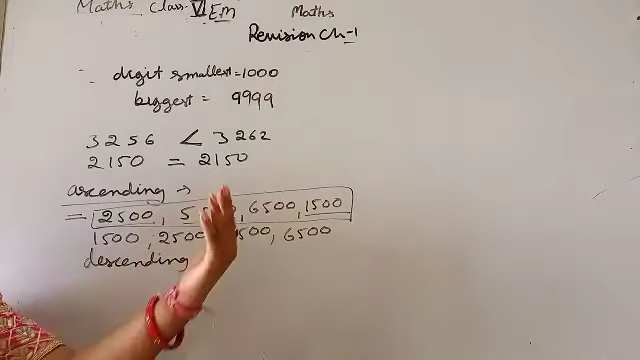 Maths Class-VI EM Maths
Revision Ch-1
digit smallest=1000
biggest = 9999
3256 < 3262
2150 = 2150
ascending →
= 2500, 5 , 6500, 1500
1500, 2500 500, 6500
descending